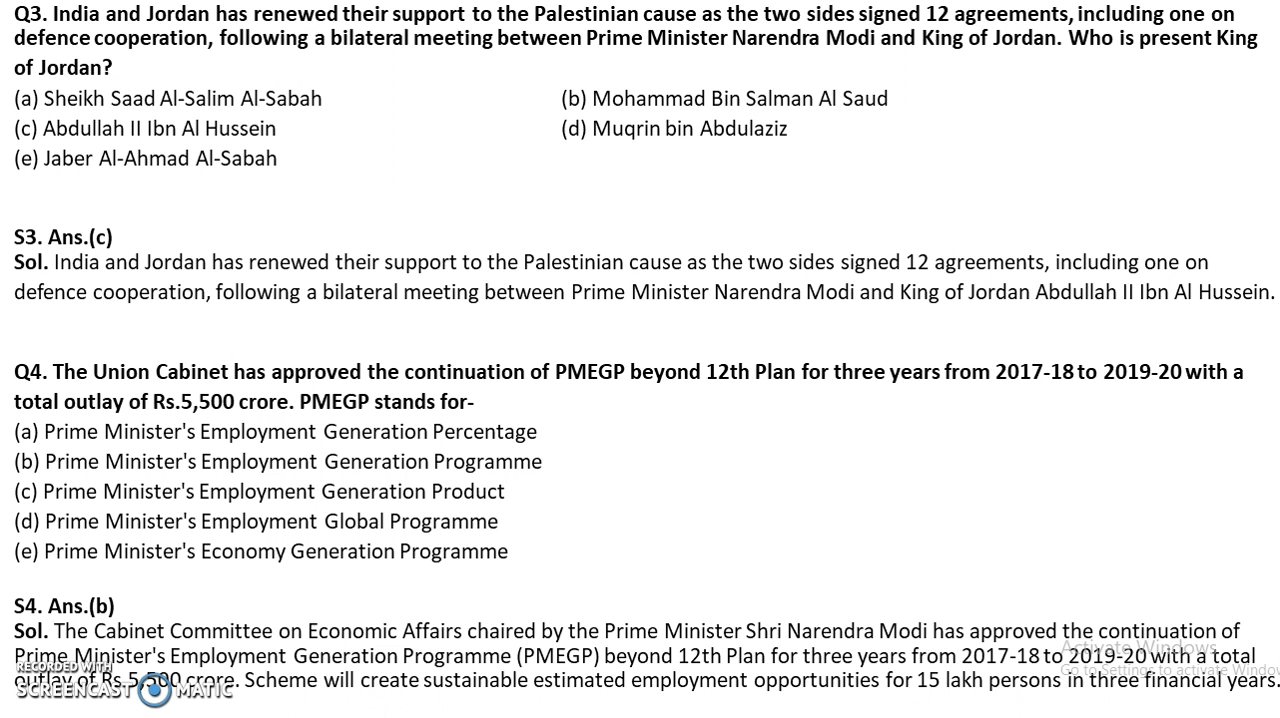 Q3. India and Jordan has renewed their support to the Palestinian cause as the two sides signed 12 agreements, including one on
defence cooperation, following a bilateral meeting between Prime Minister Narendra Modi and King of Jordan. Who is present King
of Jordan?
(a) Sheikh Saad Al-Salim Al-Sabah (b) Mohammad Bin Salman Al Saud
(c) Abdullah II Ibn Al Hussein (d) Muqrin bin Abdulaziz
(e) Jaber Al-Ahmad Al-Sabah
S3. Ans.(c)
Sol. India and Jordan has renewed their support to the Palestinian cause as the two sides signed 12 agreements, including one on
defence cooperation, following a bilateral meeting between Prime Minister Narendra Modi and King of Jordan Abdullah II Ibn Al Hussein.
Q4. The Union Cabinet has approved the continuation of PMEGP beyond 12th Plan for three years from 2017-18 to 2019-20 with a
total outlay of Rs.5,500 crore. PMEGP stands for-
(a) Prime Minister's Employment Generation Percentage
(b) Prime Minister's Employment Generation Programme
(c) Prime Minister's Employment Generation Product
(d) Prime Minister's Employment Global Programme
(e) Prime Minister's Economy Generation Programme
S4. Ans.(b)
Sol. The Cabinet Committee on Economic Affairs chaired by the Prime Minister Shri Narendra Modi has approved the continuation of
Activate Windows
Prime Minister's Employment Generation Programme (PMEGP) beyond 12th Plan for three years from 2017-18 to 2019-20 with a total
RECORDED WITH
Go to Settings to activate Windov
outlay of Rs.5,500 crore. Scheme will create sustainable estimated employment opportunities for 15 lakh persons in three financial years.
SCREENCAST MATIC